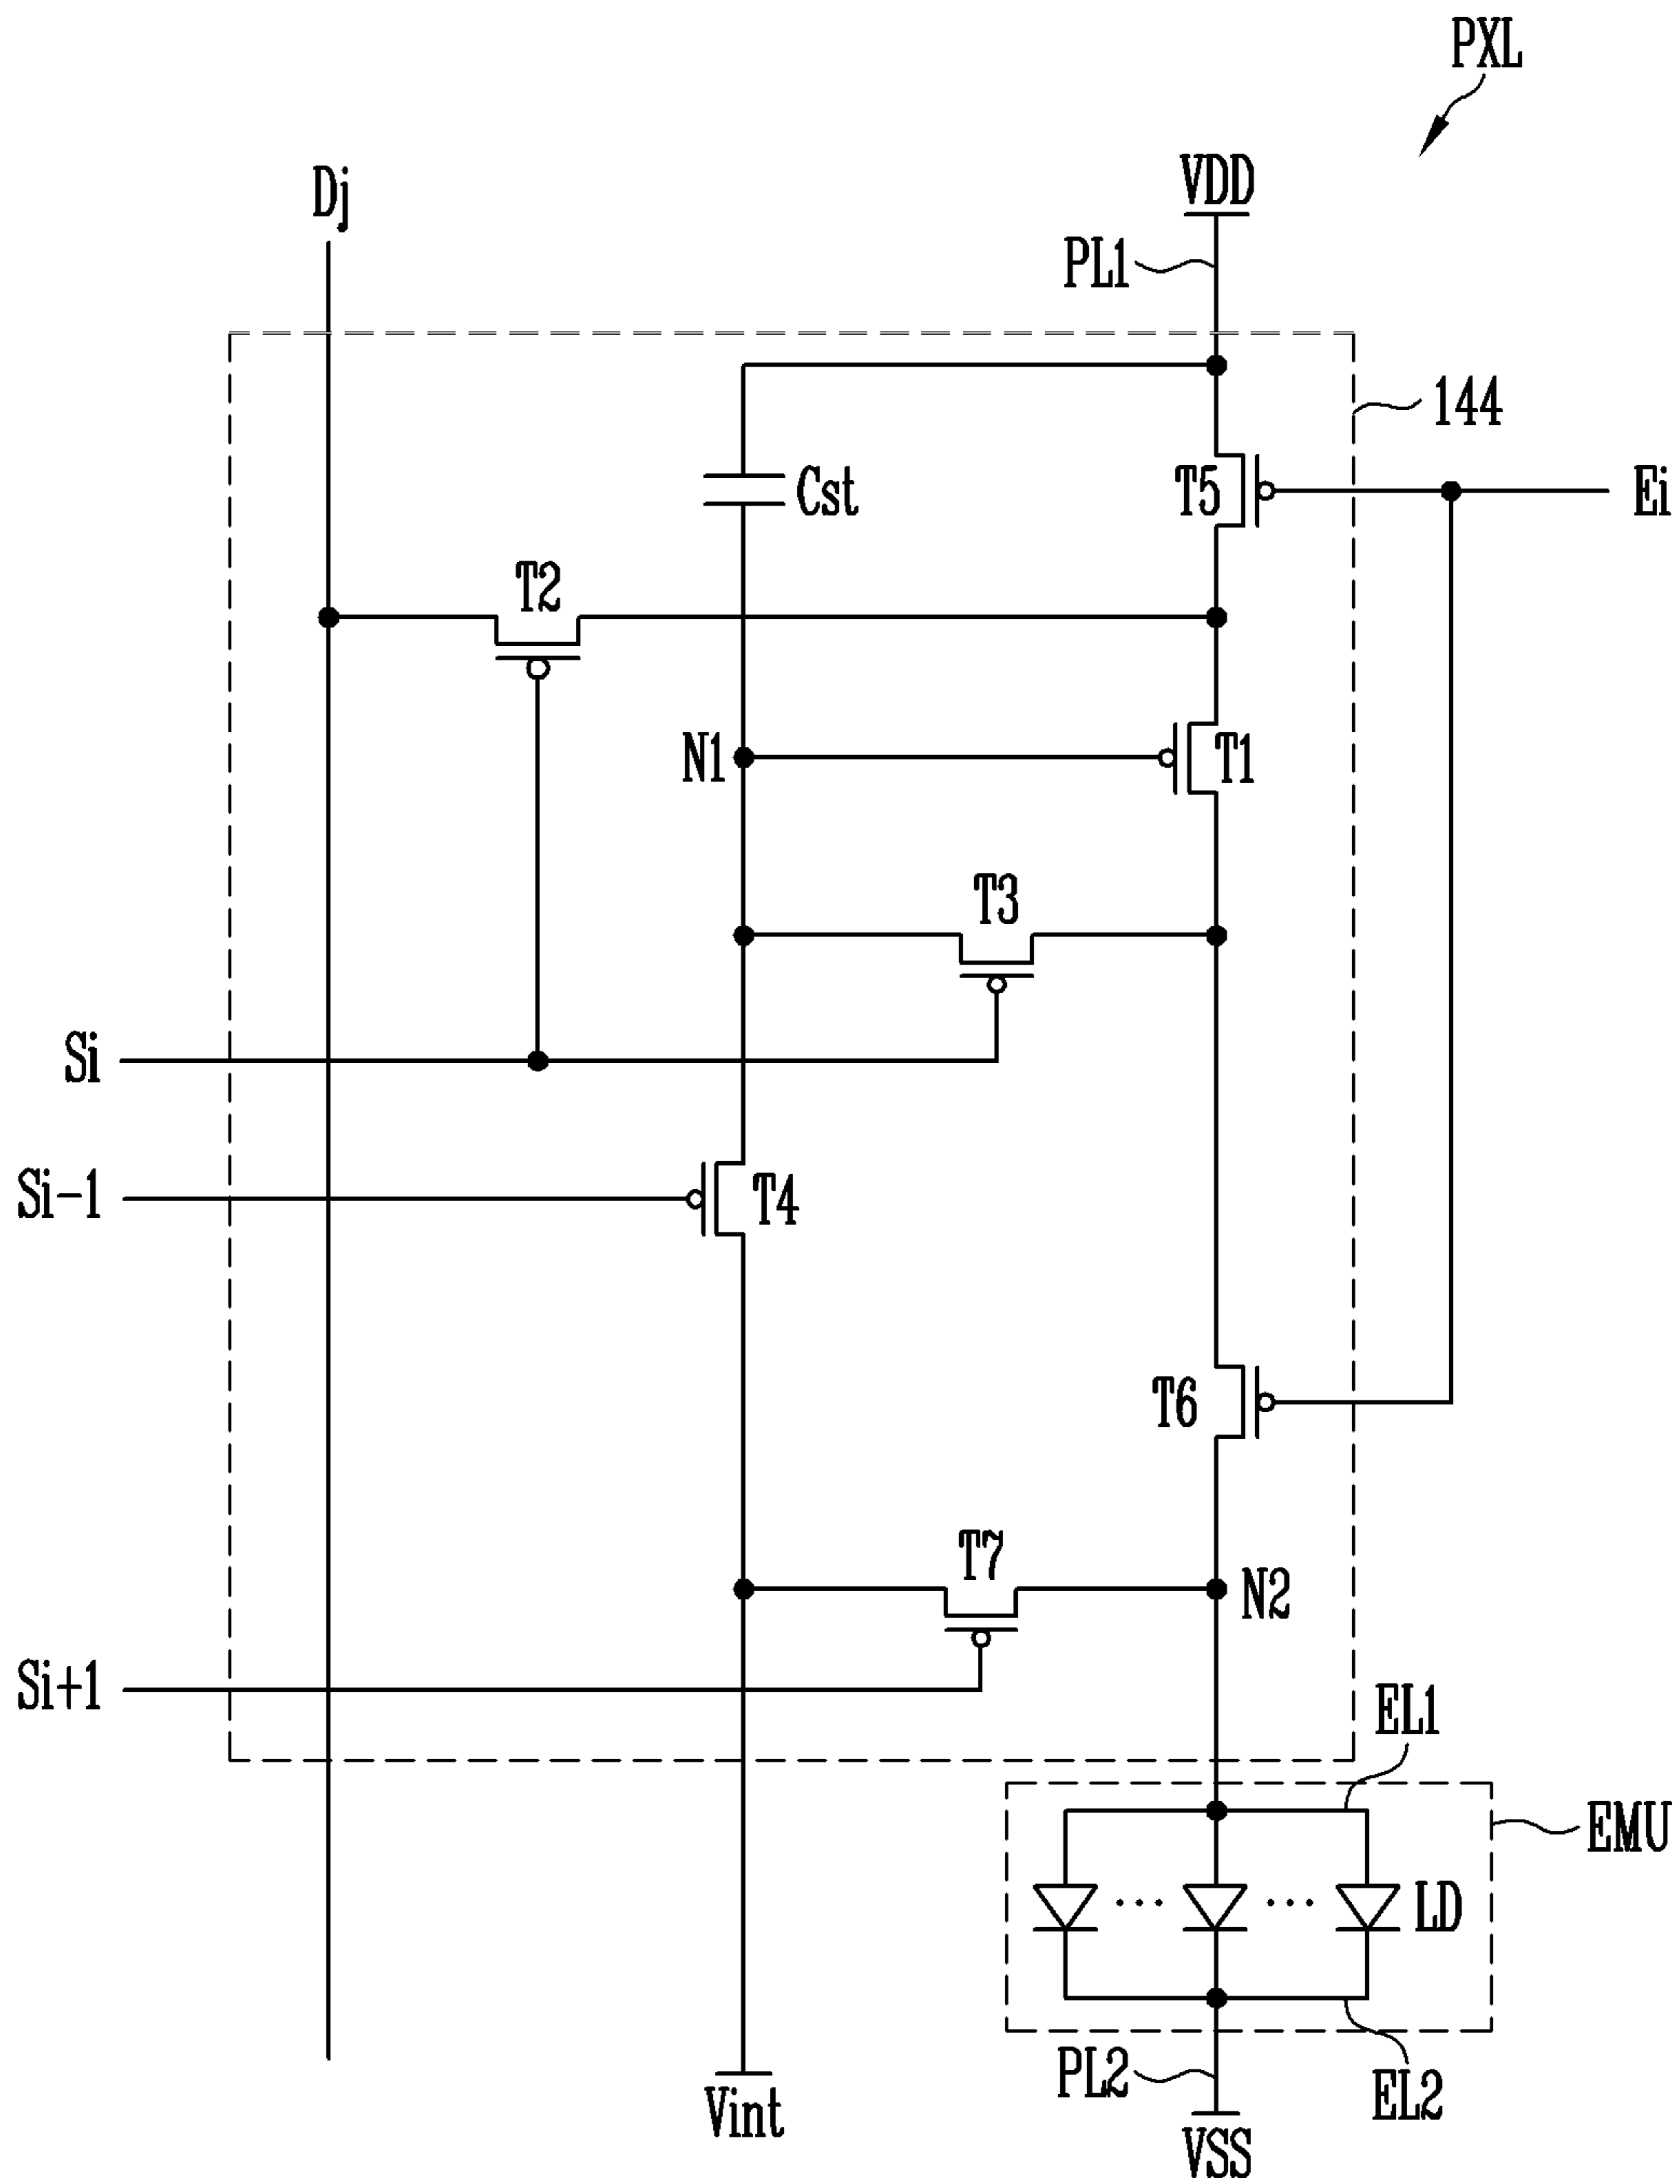 PXL
VDD
Dj
PL1
144
Cst
T5
Ei
T2
N1
T1
T3
Si
Si-1
T4
T6
T7
N2
Si+1
EL1
EMU
LD
PL2
EL2
Vint
VSS